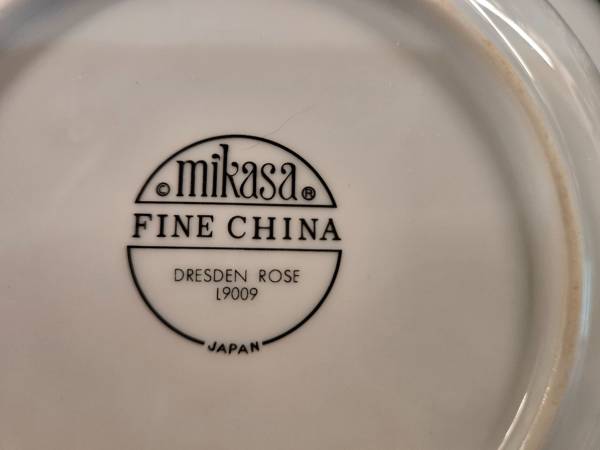 © mikasa ®
FINE CHINA
DRESDEN ROSE
L9009
JAPAN